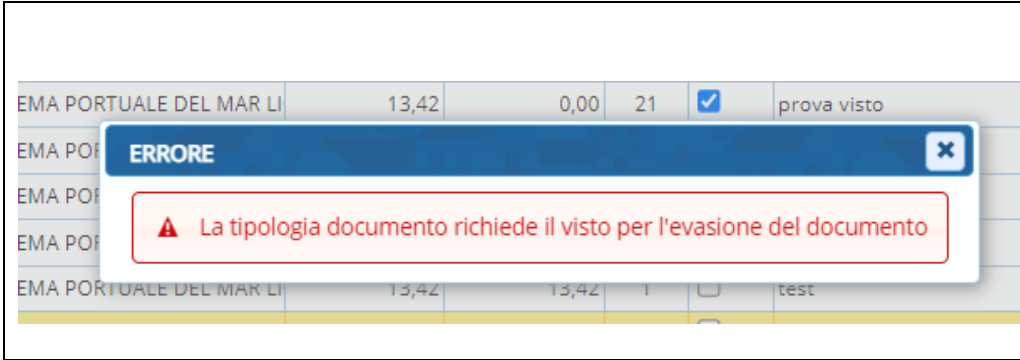 EMA PORTUALE DEL MAR LI 13,42 0,00 21 prova visto
EMA POR
ERRORE
EMA POR
La tipologia documento richiede il visto per l'evasione del documento
EMA POR
EMA PORTUALE DEL MAR LI 13,42 13,42 1 test